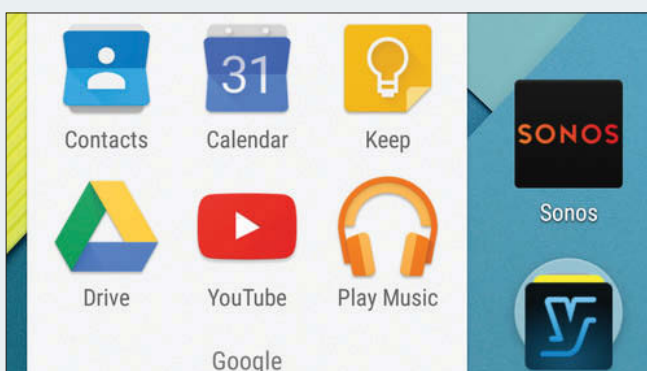 31
Contacts Calendar Keep
SONOS
Sonos
Drive YouTube Play Music
Google